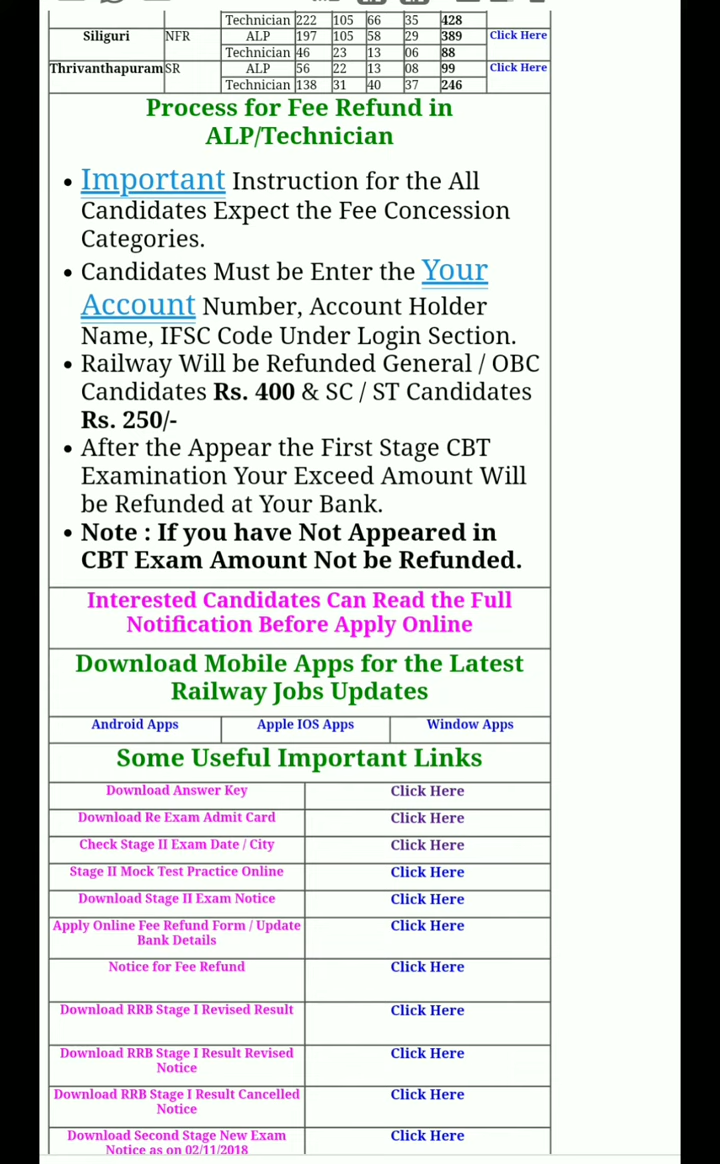 Technician 222 105 66 35 428
Siliguri NFR ALP 197 105 58 29 389 Click Here
Technician 46 23 13 06 88
Thrivanthapuram SR ALP 56 22 13 08 99 Click Here
Technician 138 31 40 37 246
Process for Fee Refund in
ALP/Technician
• Important Instruction for the All
Candidates Expect the Fee Concession
Categories.
• Candidates Must be Enter the Your
Account Number, Account Holder
Name, IFSC Code Under Login Section.
• Railway Will be Refunded General / OBC
Candidates Rs. 400 & SC / ST Candidates
Rs. 250/-
• After the Appear the First Stage CBT
Examination Your Exceed Amount Will
be Refunded at Your Bank.
• Note : If you have Not Appeared in
CBT Exam Amount Not be Refunded.
Interested Candidates Can Read the Full
Notification Before Apply Online
Download Mobile Apps for the Latest
Railway Jobs Updates
Android Apps Apple IOS Apps Window Apps
Some Useful Important Links
Download Answer Key Click Here
Download Re Exam Admit Card Click Here
Check Stage II Exam Date / City Click Here
Stage II Mock Test Practice Online Click Here
Download Stage II Exam Notice Click Here
Apply Online Fee Refund Form / Update Click Here
Bank Details
Notice for Fee Refund Click Here
Download RRB Stage I Revised Result Click Here
Download RRB Stage I Result Revised Click Here
Notice
Download RRB Stage I Result Cancelled Click Here
Notice
Download Second Stage New Exam Click Here
Notice as on 02/11/2018